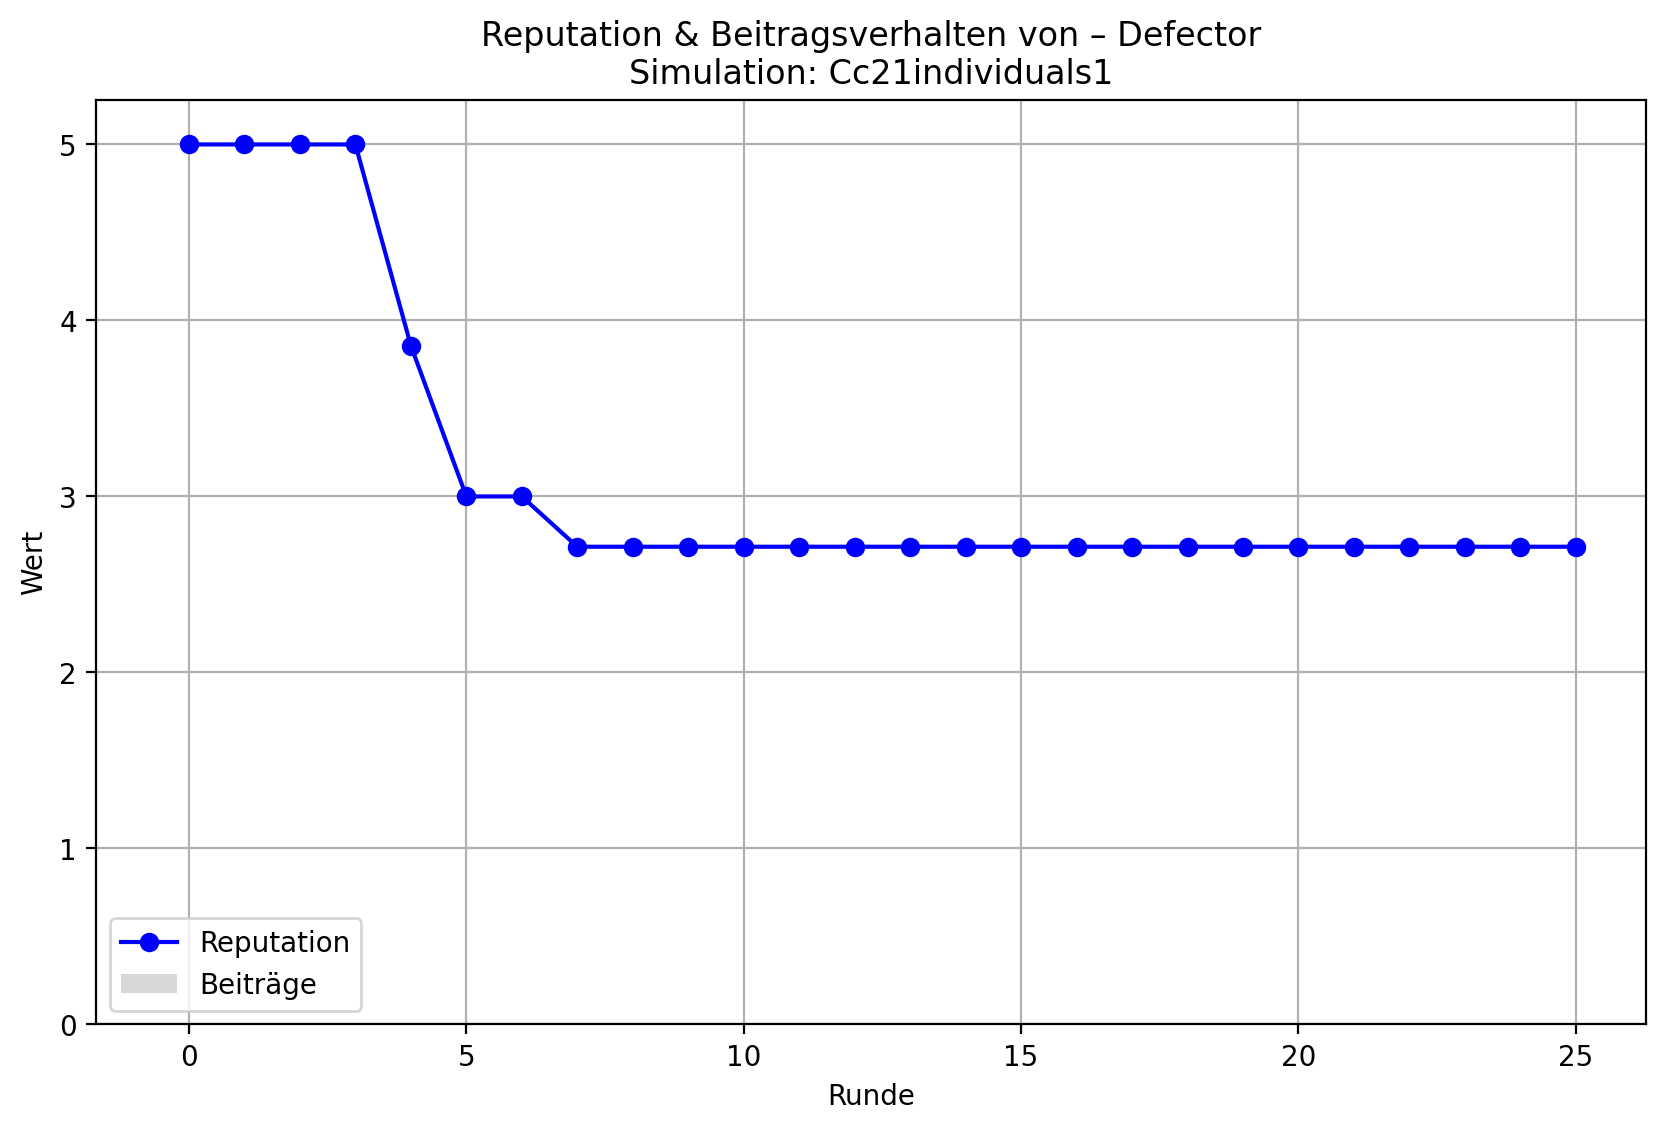 Reputation & Beitragsverhalten von – Defector
Simulation: Cc21individuals1
5
4
3
2
1
0
Wert
Reputation
Beiträge
0 5 10 15 20 25
Runde